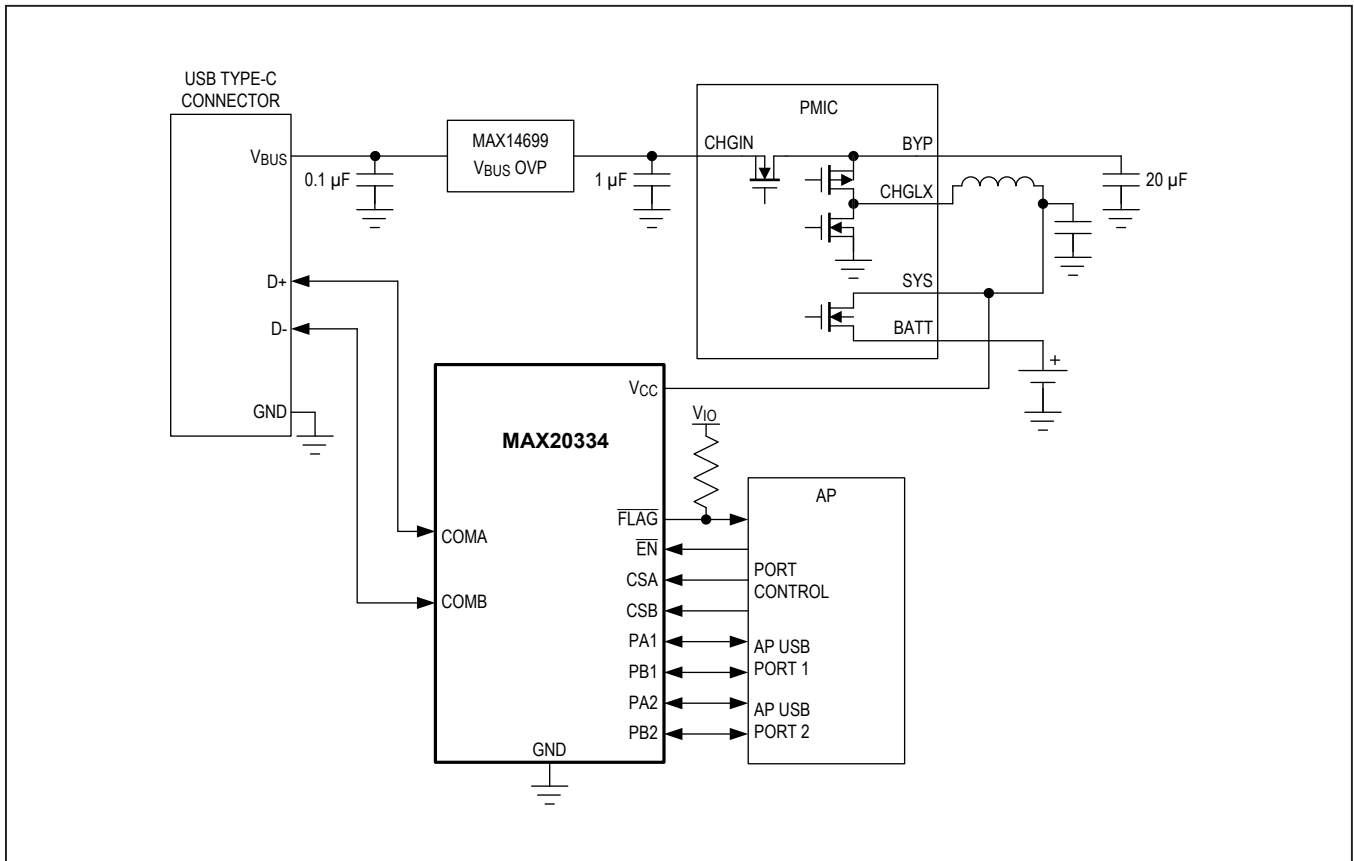 USB TYPE-C
CONNECTOR
VBUS
0.1 µF
MAX14699
VBUS OVP
1 µF
PMIC
CHGIN
BYP
CHGLX
20 µF
SYS
BATT
+
D+
D-
GND
VCC
MAX20334
VIO
COMA
COMB
FLAG
EN
CSA
CSB
PA1
PB1
PA2
PB2
GND
AP
PORT
CONTROL
AP USB
PORT 1
AP USB
PORT 2